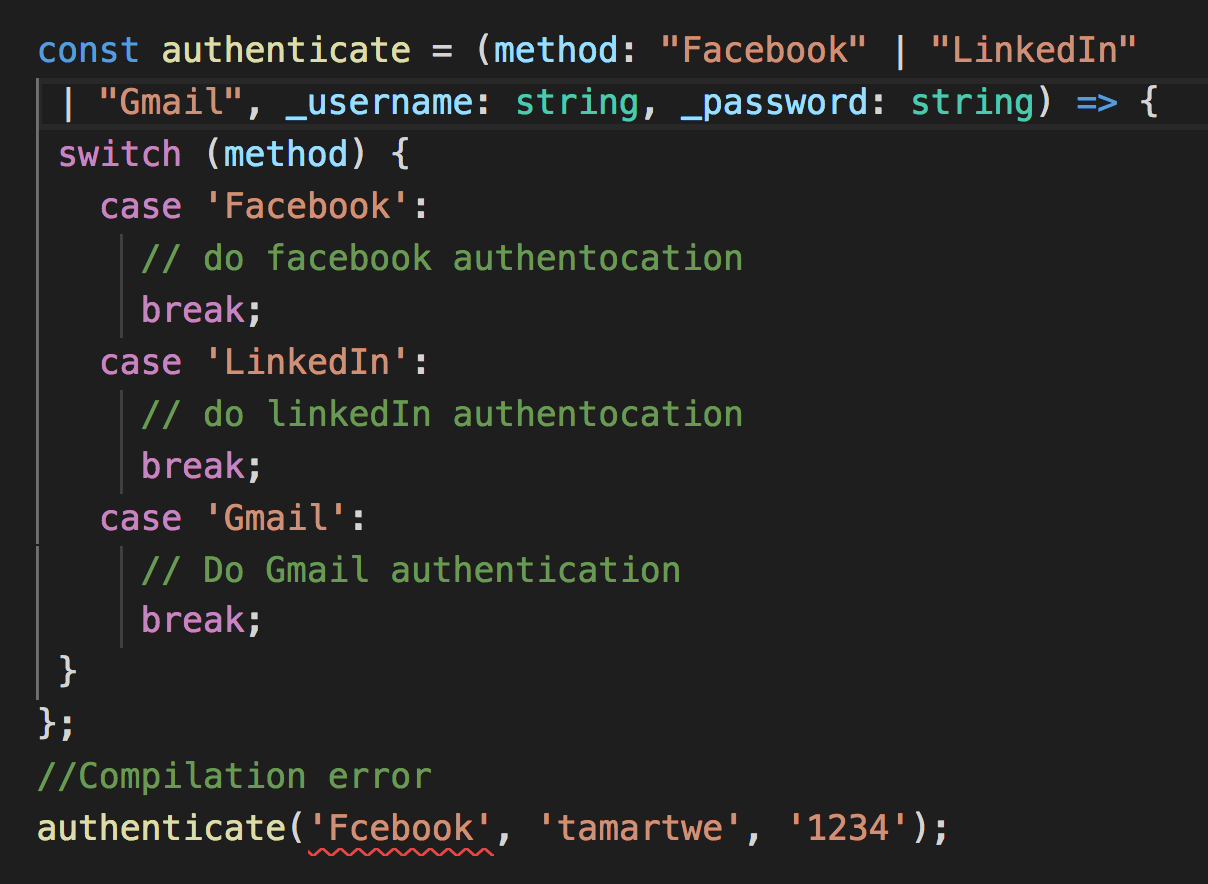 const authenticate = (method: "Facebook" | "LinkedIn"
| "Gmail", _username: string, _password: string) => {
switch (method) {
case 'Facebook':
// do facebook authentocation
break;
case 'LinkedIn':
// do linkedIn authentocation
break;
case 'Gmail':
// Do Gmail authentication
break;
}
};
//Compilation error
authenticate('Fcebook', 'tamartwe', '1234');